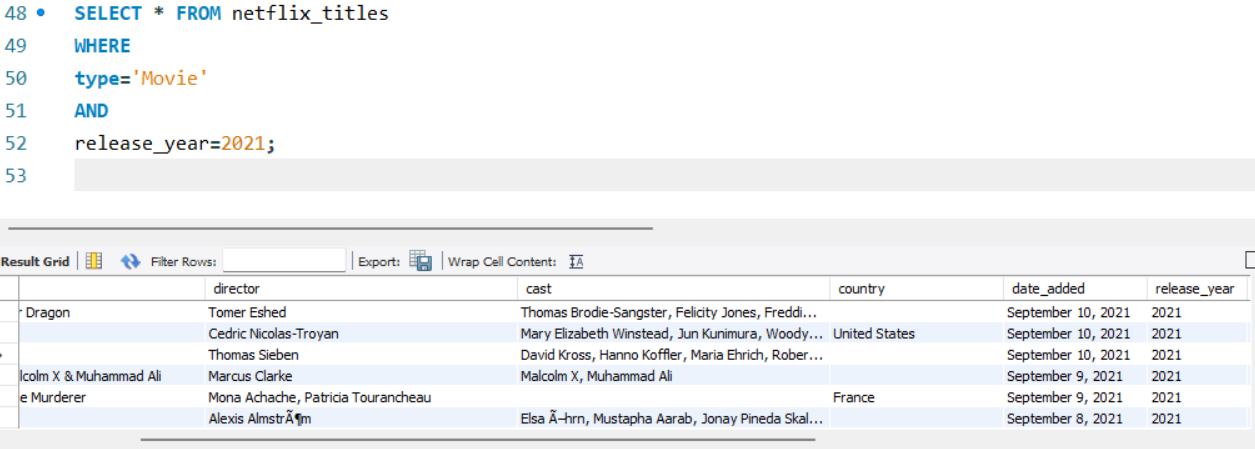 48 SELECT * FROM netflix_titles
49 WHERE
50 type='Movie'
51 AND
52 release_year=2021;
53
Result Grid Filter Rows: Export: Wrap Cell Content: IA
director cast country date_added release_year
r Dragon Tomer Eshed Thomas Brodie-Sangster, Felicity Jones, Freddi... September 10, 2021 2021
Cedric Nicolas-Troyan Mary Elizabeth Winstead, Jun Kunimura, Woody... United States September 10, 2021 2021
Thomas Sieben David Kross, Hanno Koffler, Maria Ehrich, Rober... September 10, 2021 2021
lcolm X & Muhammad Ali Marcus Clarke Malcolm X, Muhammad Ali September 9, 2021 2021
e Murderer Mona Achache, Patricia Tourancheau France September 9, 2021 2021
Alexis AlmstrÃ¶m Elsa Ã–hrn, Mustapha Aarab, Jonay Pineda Skal... September 8, 2021 2021